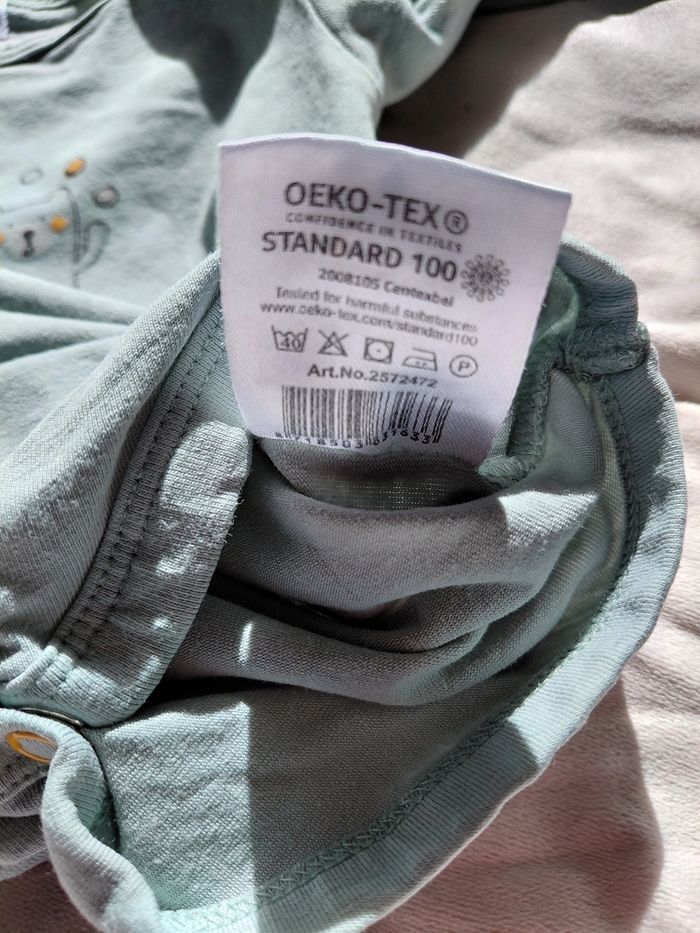 OEKO-TEX®
CONFIDENCE IN TEXTILES
STANDARD 100
2008105 Centexbel
Tested for harmful substances
www.oeko-tex.com/standard100
40 P
Art.No.2572472